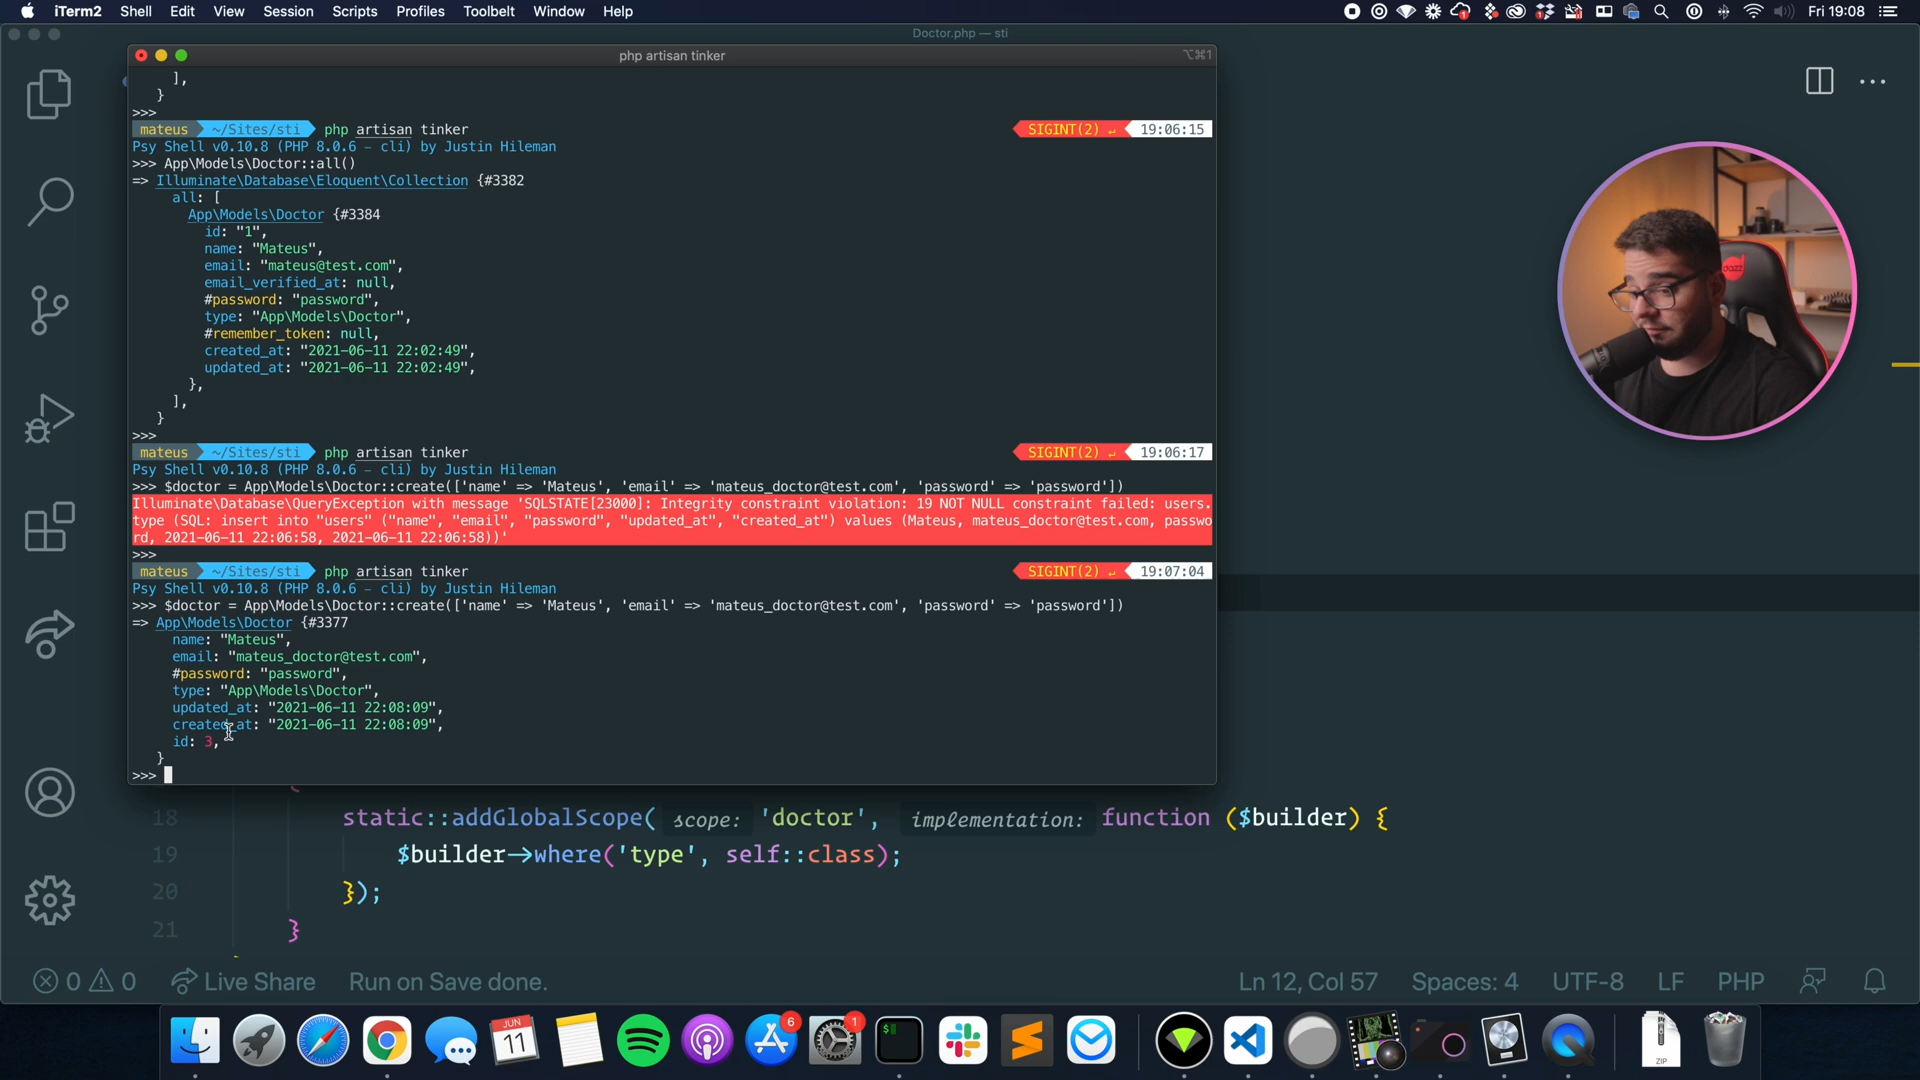 iTerm2 Shell Edit View Session Scripts Profiles Toolbelt Window Help Fri 19:08
Doctor.php — sti
php artisan tinker ⌥⌘1
],
}
>>>
mateus ~/Sites/sti php artisan tinker SIGINT(2) ↵ 19:06:15
Psy Shell v0.10.8 (PHP 8.0.6 — cli) by Justin Hileman
>>> App\Models\Doctor::all()
=> Illuminate\Database\Eloquent\Collection {#3382
all: [
App\Models\Doctor {#3384
id: "1",
name: "Mateus",
email: "mateus@test.com",
email_verified_at: null,
#password: "password",
type: "App\Models\Doctor",
#remember_token: null,
created_at: "2021-06-11 22:02:49",
updated_at: "2021-06-11 22:02:49",
},
],
}
>>>
mateus ~/Sites/sti php artisan tinker SIGINT(2) ↵ 19:06:17
Psy Shell v0.10.8 (PHP 8.0.6 — cli) by Justin Hileman
>>> $doctor = App\Models\Doctor::create(['name' => 'Mateus', 'email' => 'mateus_doctor@test.com', 'password' => 'password'])
Illuminate\Database\QueryException with message 'SQLSTATE[23000]: Integrity constraint violation: 19 NOT NULL constraint failed: users.
type (SQL: insert into "users" ("name", "email", "password", "updated_at", "created_at") values (Mateus, mateus_doctor@test.com, passwo
rd, 2021-06-11 22:06:58, 2021-06-11 22:06:58))'
>>>
mateus ~/Sites/sti php artisan tinker SIGINT(2) ↵ 19:07:04
Psy Shell v0.10.8 (PHP 8.0.6 — cli) by Justin Hileman
>>> $doctor = App\Models\Doctor::create(['name' => 'Mateus', 'email' => 'mateus_doctor@test.com', 'password' => 'password'])
=> App\Models\Doctor {#3377
name: "Mateus",
email: "mateus_doctor@test.com",
#password: "password",
type: "App\Models\Doctor",
updated_at: "2021-06-11 22:08:09",
created_at: "2021-06-11 22:08:09",
id: 3,
}
>>>
18 static::addGlobalScope( scope: 'doctor', implementation: function ($builder) {
19 $builder->where('type', self::class);
20 });
21 }
0 0 Live Share Run on Save done. Ln 12, Col 57 Spaces: 4 UTF-8 LF PHP
JUN
11
6
1
ZIP